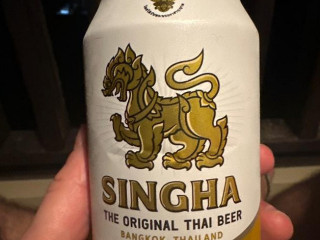 SINGHA
THE ORIGINAL THAI BEER
BANGKOK, THAILAND